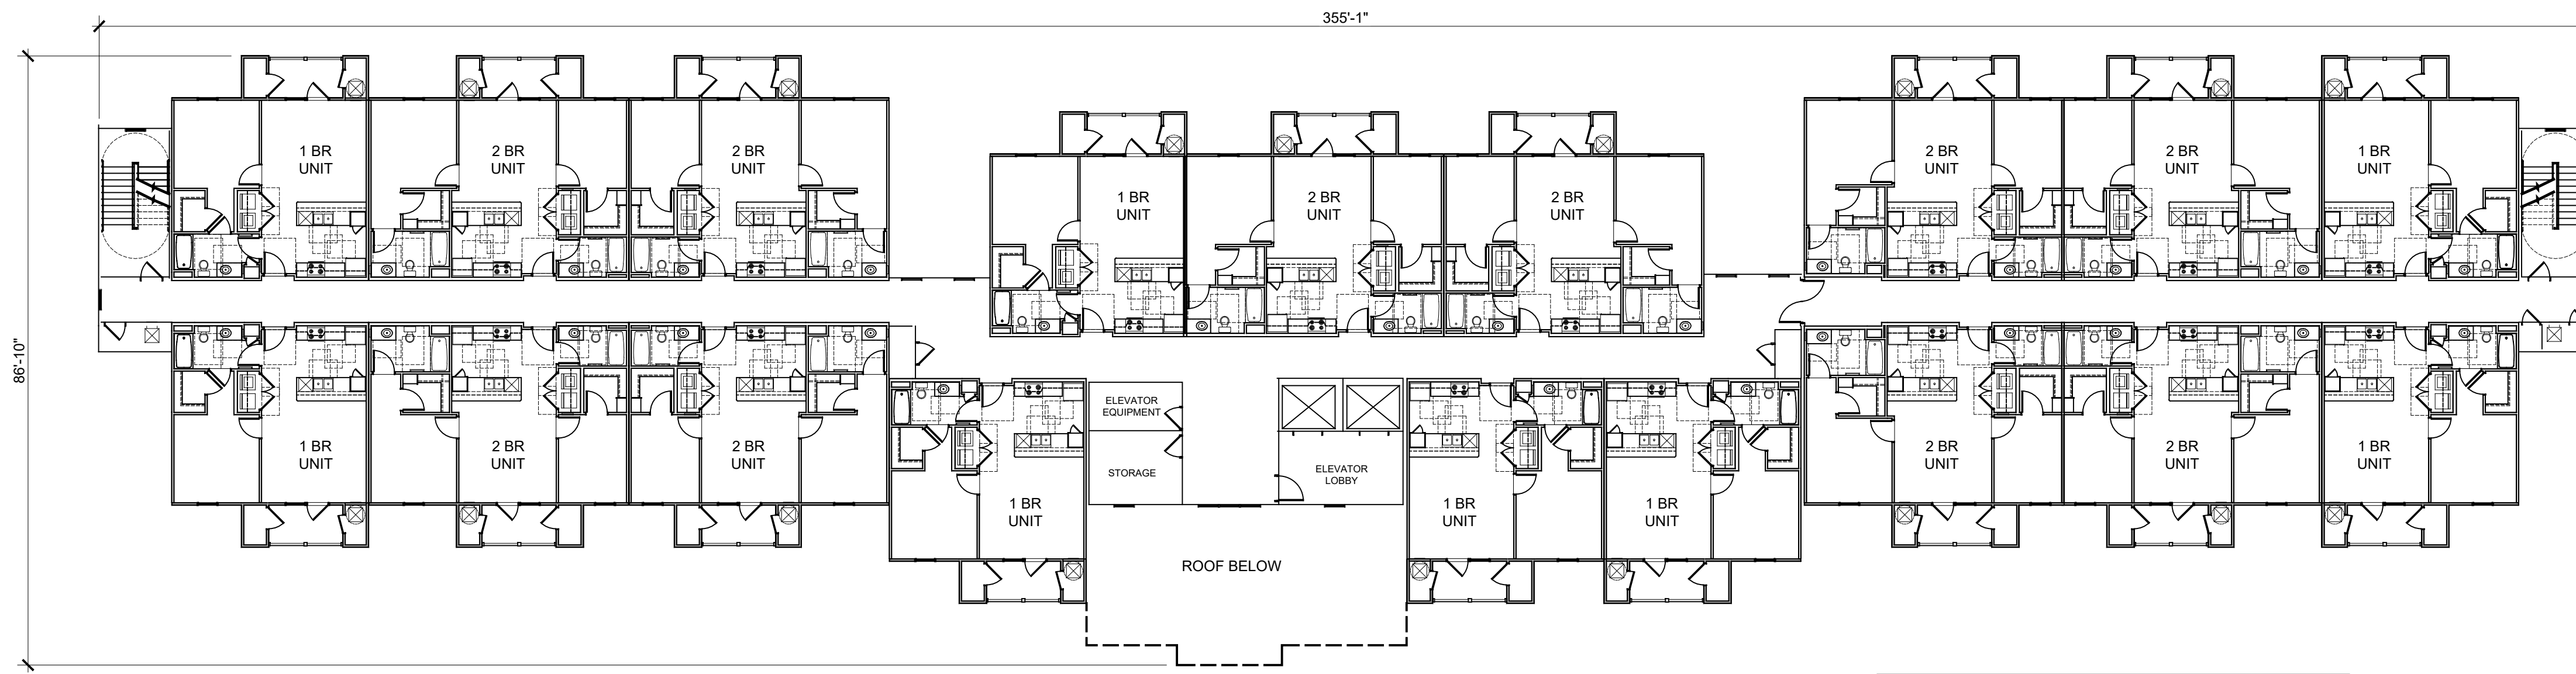 355'-1"
86'-10"
1 BR
UNIT
2 BR
UNIT
2 BR
UNIT
1 BR
UNIT
2 BR
UNIT
2 BR
UNIT
2 BR
UNIT
2 BR
UNIT
1 BR
UNIT
1 BR
UNIT
2 BR
UNIT
2 BR
UNIT
1 BR
UNIT
ELEVATOR
EQUIPMENT
STORAGE
ELEVATOR
LOBBY
1 BR
UNIT
1 BR
UNIT
2 BR
UNIT
2 BR
UNIT
1 BR
UNIT
ROOF BELOW